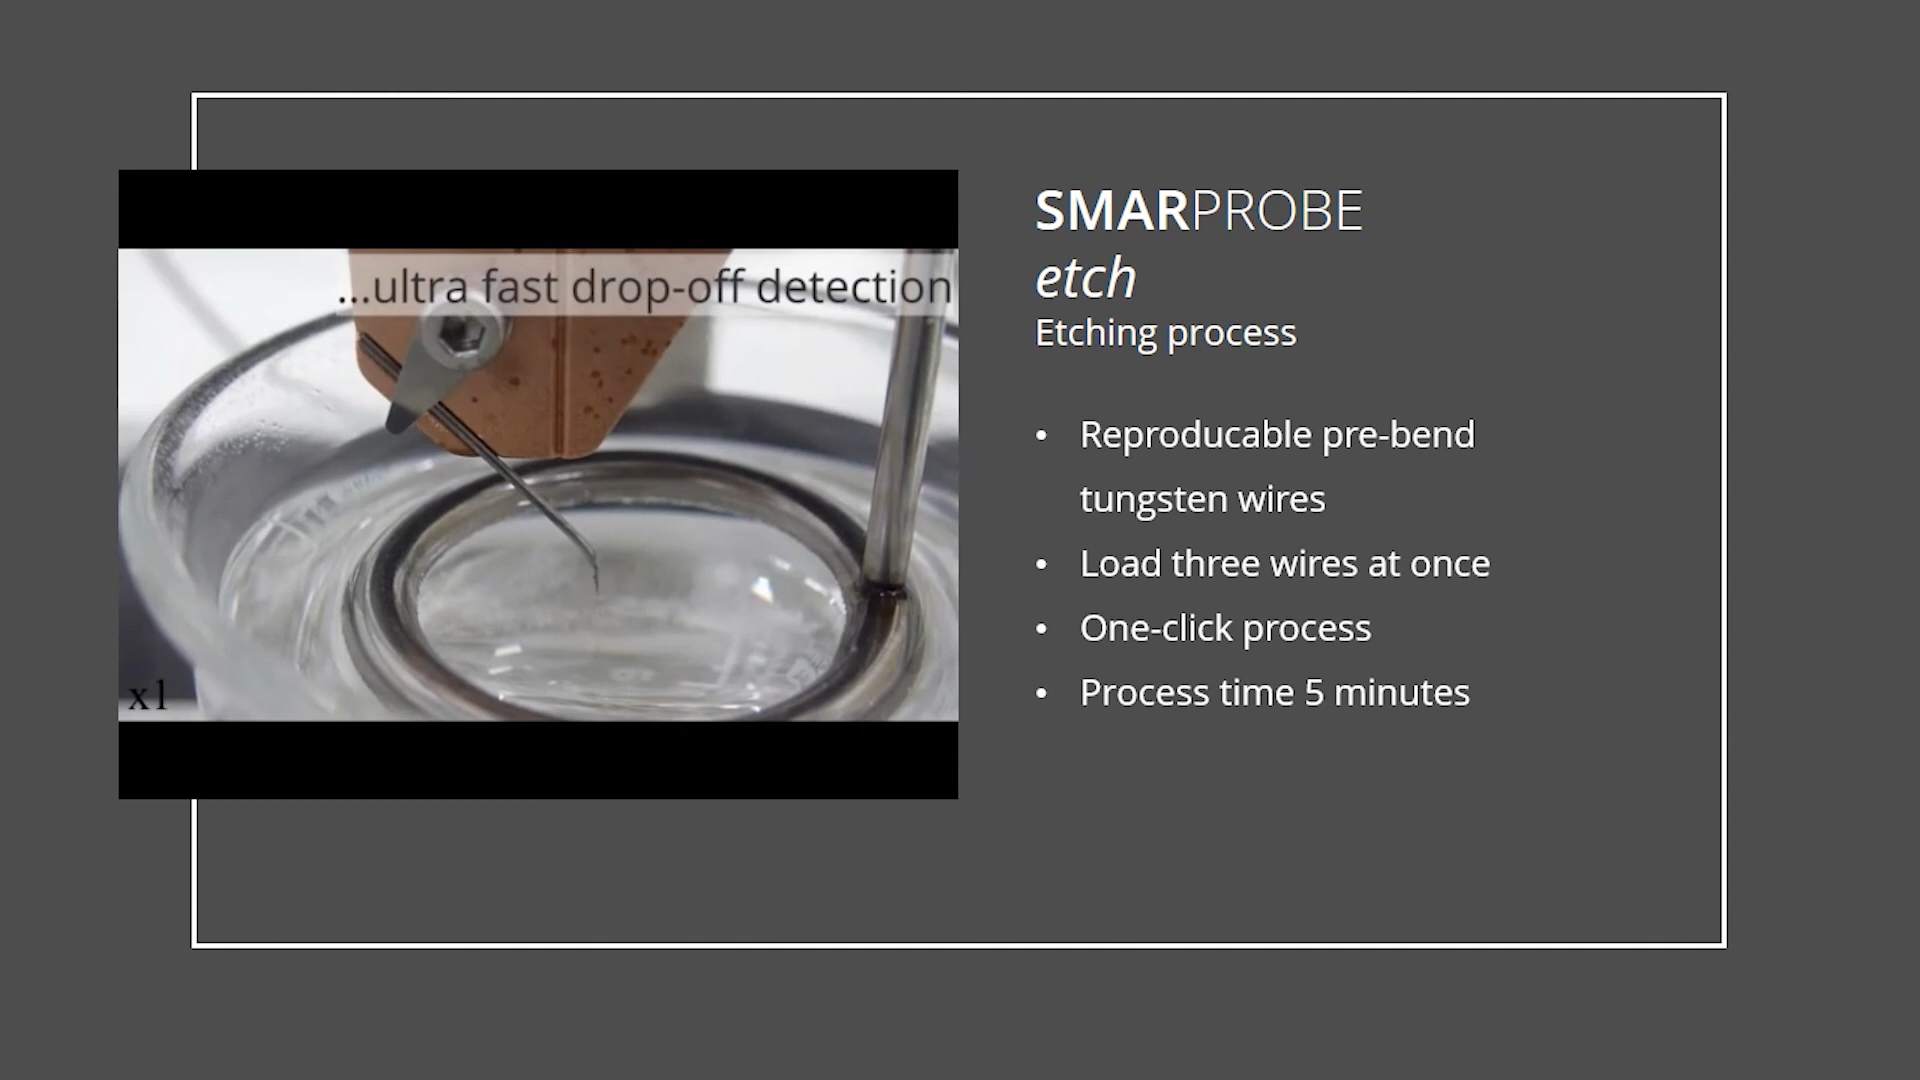 ...ultra fast drop-off detection
x1
SMARPROBE
etch
Etching process
• Reproducable pre-bend
tungsten wires
• Load three wires at once
• One-click process
• Process time 5 minutes